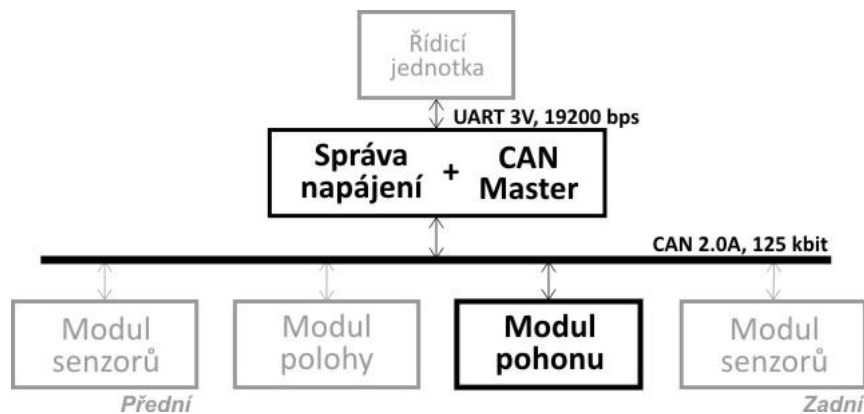 Řídicí
jednotka
UART 3V, 19200 bps
Správa
napájení
+
CAN
Master
CAN 2.0A, 125 kbit
Modul
senzorů
Přední
Modul
polohy
Modul
pohonu
Modul
senzorů
Zadní